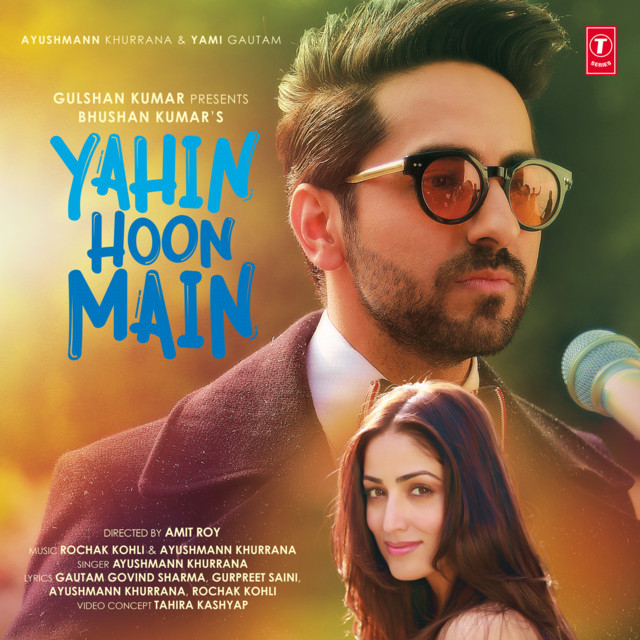 AYUSHMANN KHURRANA & YAMI GAUTAM
T
SERIES
GULSHAN KUMAR PRESENTS
BHUSHAN KUMAR'S
YAHIN
HOON
MAIN
DIRECTED BY AMIT ROY
MUSIC ROCHAK KOHLI & AYUSHMANN KHURRANA
SINGER AYUSHMANN KHURRANA
LYRICS GAUTAM GOVIND SHARMA, GURPREET SAINI,
AYUSHMANN KHURRANA, ROCHAK KOHLI
VIDEO CONCEPT TAHIRA KASHYAP